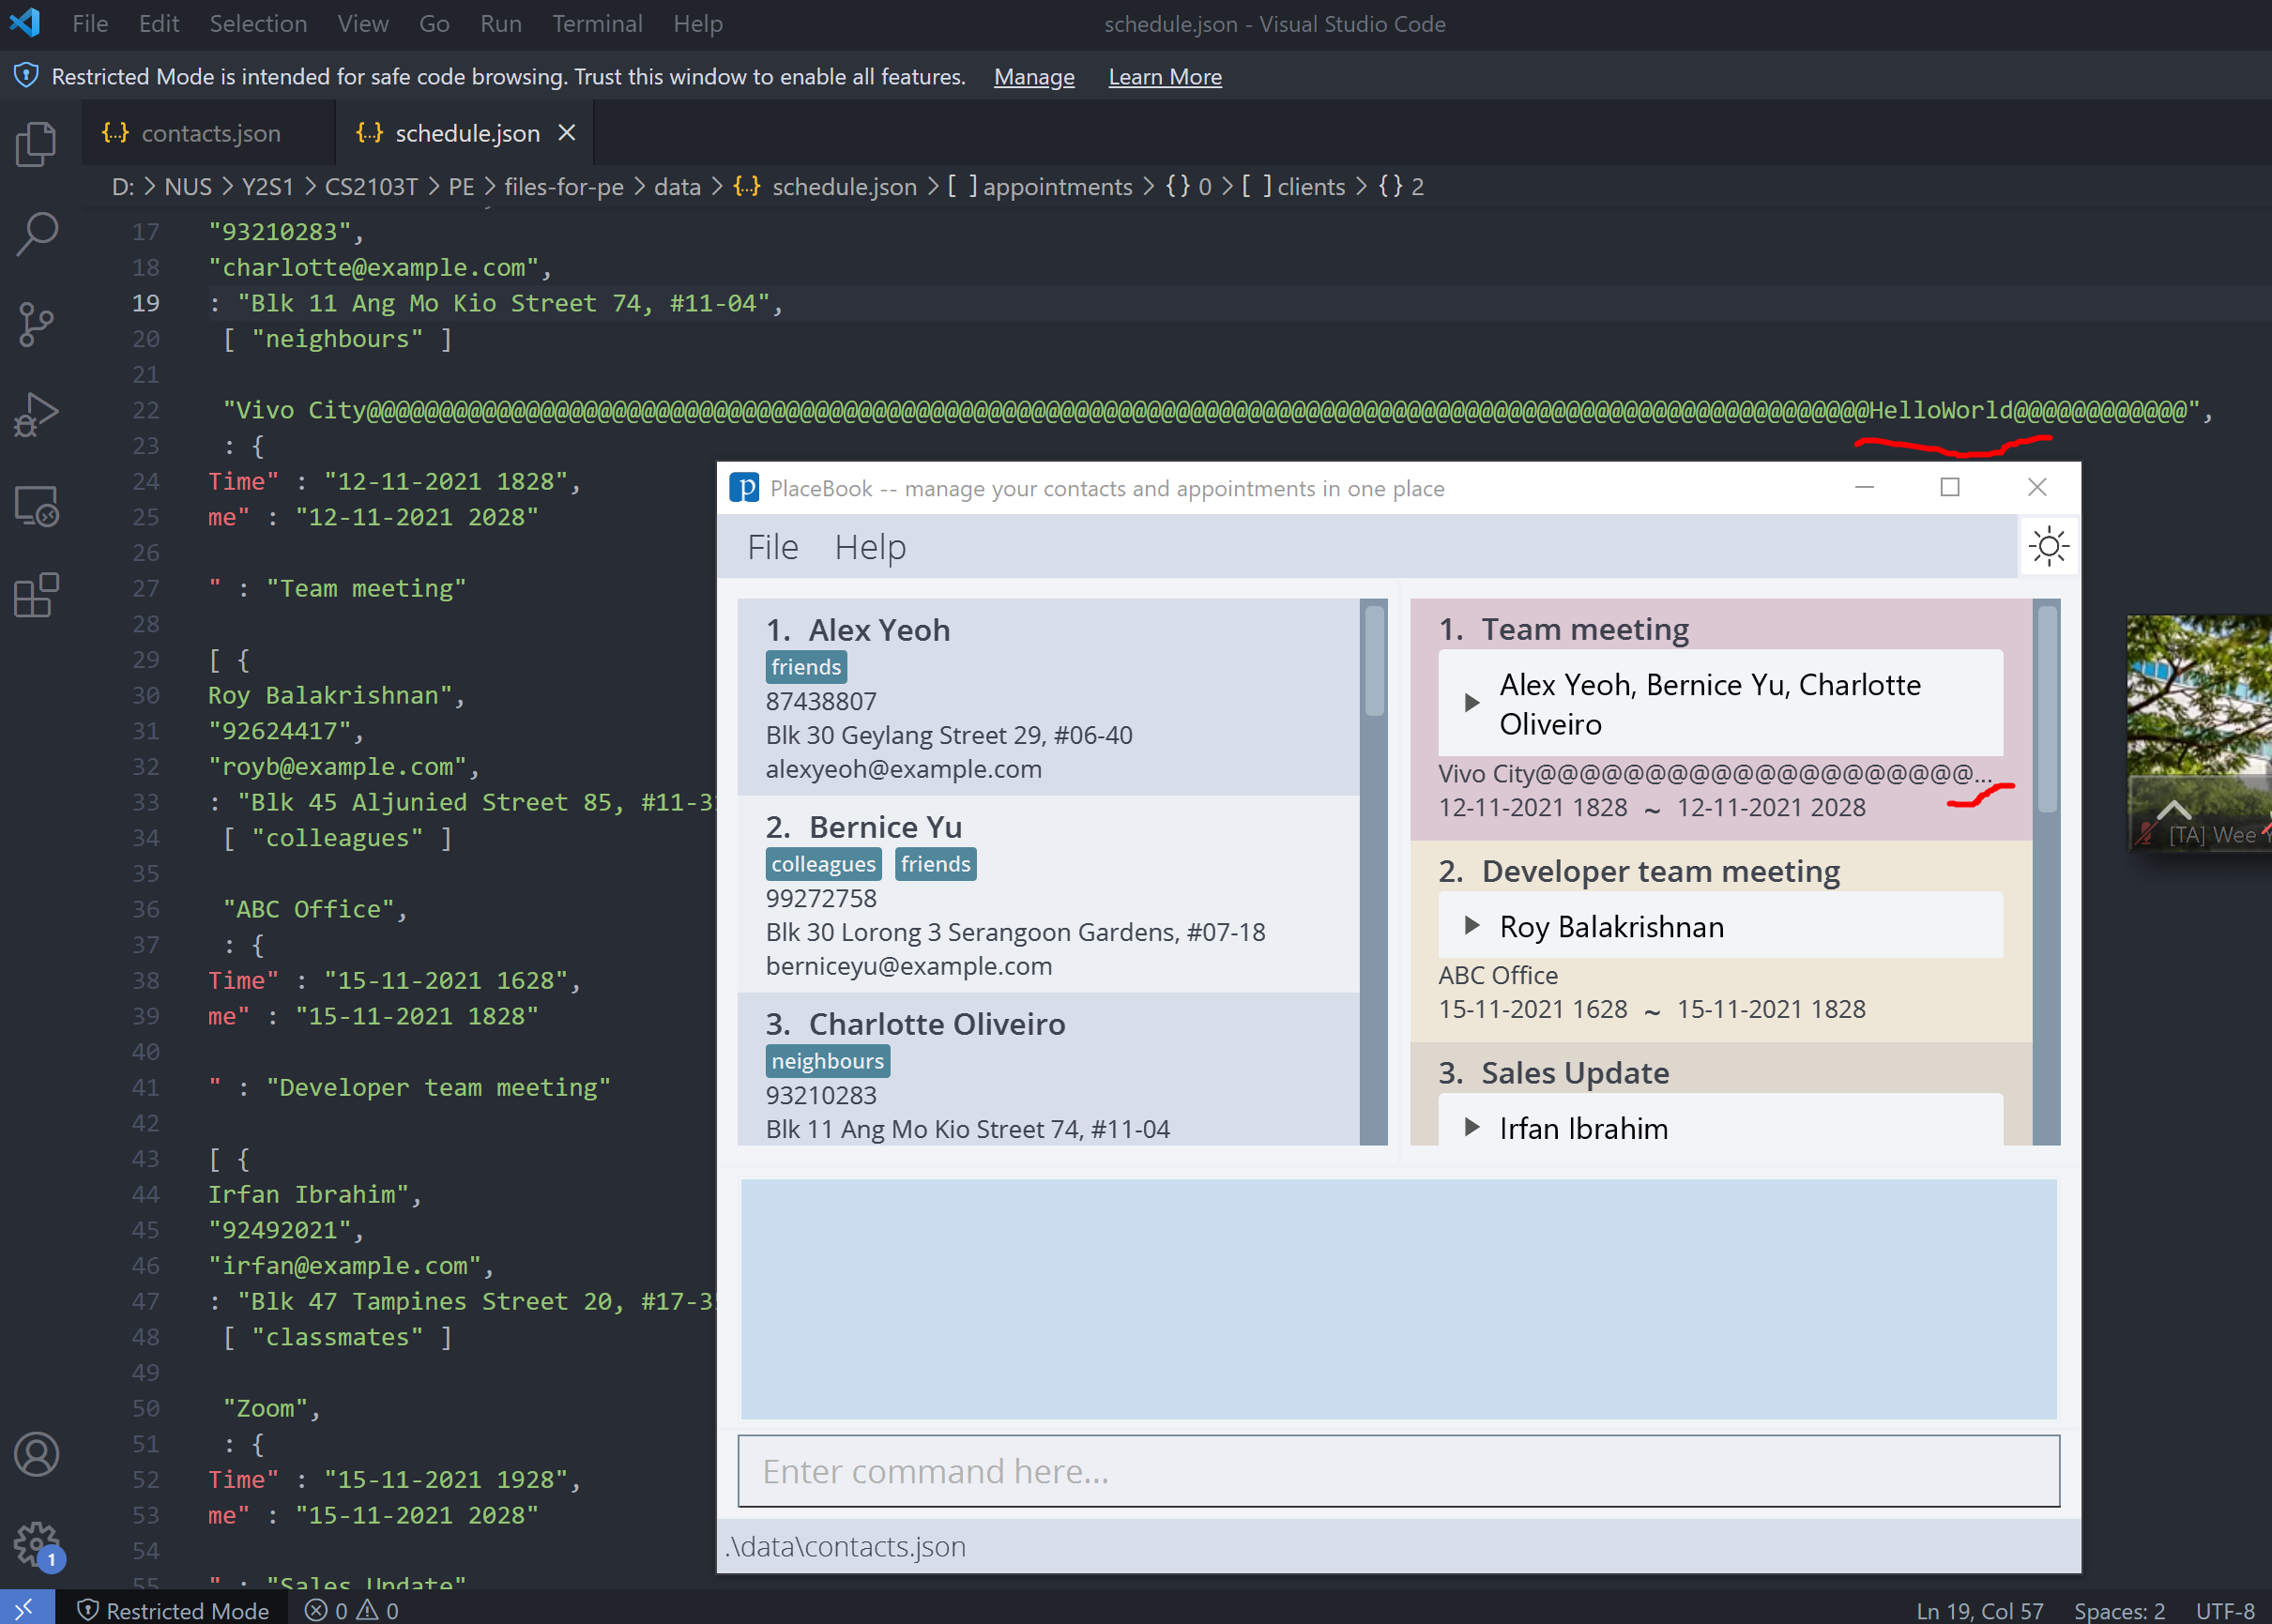 File Edit Selection View Go Run Terminal Help schedule.json - Visual Studio Code
Restricted Mode is intended for safe code browsing. Trust this window to enable all features. Manage Learn More
contacts.json schedule.json
D: > NUS > Y2S1 > CS2103T > PE > files-for-pe > data > {..} schedule.json > [ ] appointments > {} 0 > [ ] clients > {} 2
17 "93210283",
18 "charlotte@example.com",
19 : "Blk 11 Ang Mo Kio Street 74, #11-04",
20 [ "neighbours" ]
21
22 "Vivo City@@@@@@@@@@@@@@@@@@@@@@@@@@@@@@@@@@@@@@@@@@@@@@@@@@@@@@@@@@@@@@@@@@@@@@@@@@@@@@@@@@@@@@@@@@@@@@@@@@@@@@@@HelloWorld@@@@@@@@@@@@",
23 : {
24 Time" : "12-11-2021 1828",
25 me" : "12-11-2021 2028"
26
27 " : "Team meeting"
28
29 [ {
30 Roy Balakrishnan",
31 "92624417",
32 "royb@example.com",
33 : "Blk 45 Aljunied Street 85, #11-31
34 [ "colleagues" ]
35
36 "ABC Office",
37 : {
38 Time" : "15-11-2021 1628",
39 me" : "15-11-2021 1828"
40
41 " : "Developer team meeting"
42
43 [ {
44 Irfan Ibrahim",
45 "92492021",
46 "irfan@example.com",
47 : "Blk 47 Tampines Street 20, #17-35
48 [ "classmates" ]
49
50 "Zoom",
51 : {
52 Time" : "15-11-2021 1928",
53 me" : "15-11-2021 2028"
54
55 " : "Sales Update"
PlaceBook -- manage your contacts and appointments in one place
File Help
1. Alex Yeoh
friends
87438807
Blk 30 Geylang Street 29, #06-40
alexyeoh@example.com
2. Bernice Yu
colleagues friends
99272758
Blk 30 Lorong 3 Serangoon Gardens, #07-18
berniceyu@example.com
3. Charlotte Oliveiro
neighbours
93210283
Blk 11 Ang Mo Kio Street 74, #11-04
1. Team meeting
Alex Yeoh, Bernice Yu, Charlotte
Oliveiro
Vivo City@@@@@@@@@@@@@@@@@@@@...
12-11-2021 1828 ~ 12-11-2021 2028
2. Developer team meeting
Roy Balakrishnan
ABC Office
15-11-2021 1628 ~ 15-11-2021 1828
3. Sales Update
Irfan Ibrahim
Enter command here...
.\data\contacts.json
[TA] Wee Y
1
Restricted Mode 0 0 Ln 19, Col 57 Spaces: 2 UTF-8